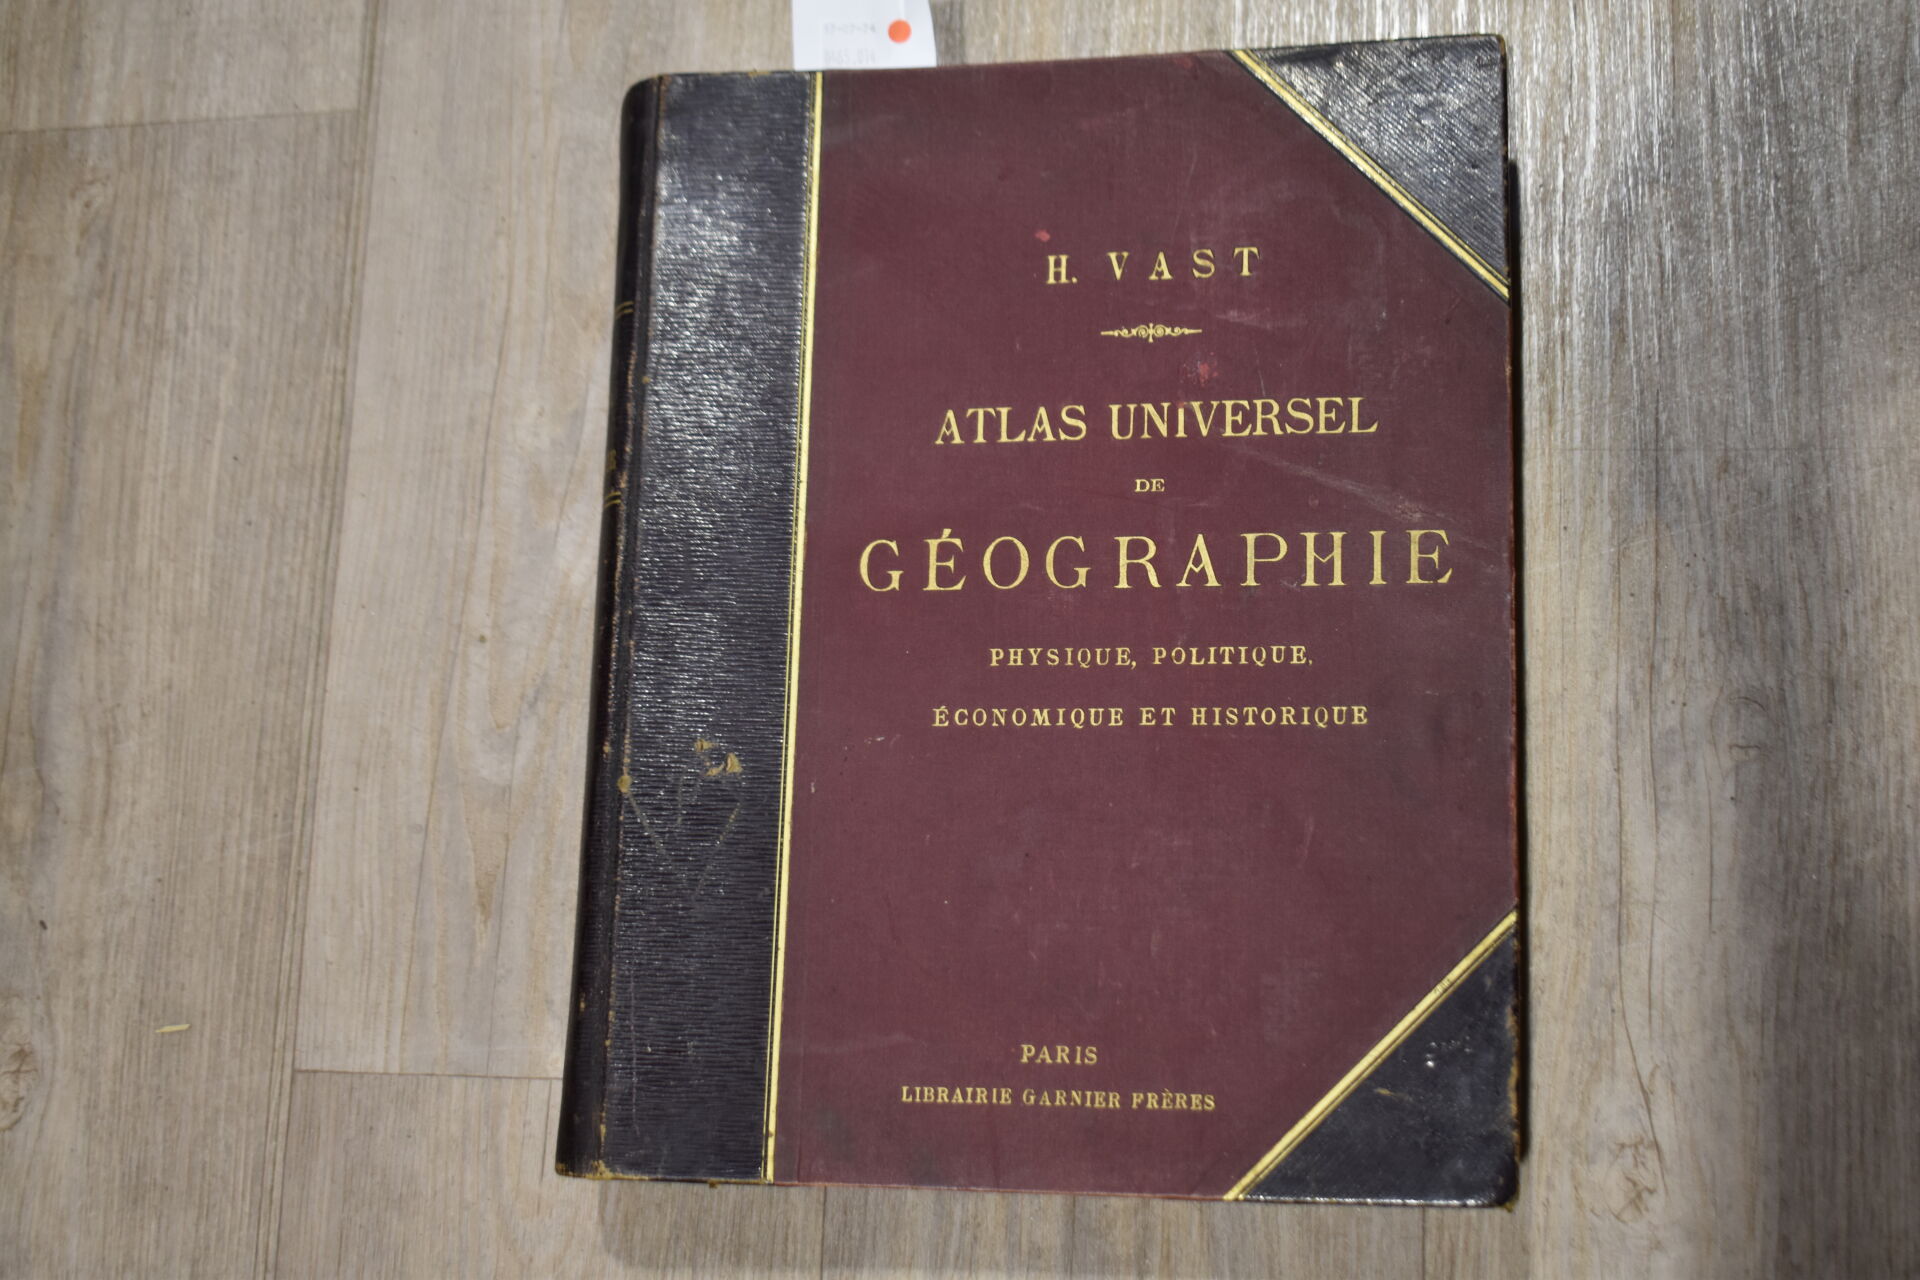 H. VAST
ATLAS UNIVERSEL
DE
GÉOGRAPHIE
PHYSIQUE, POLITIQUE,
ÉCONOMIQUE ET HISTORIQUE
PARIS
LIBRAIRIE GARNIER FRÈRES